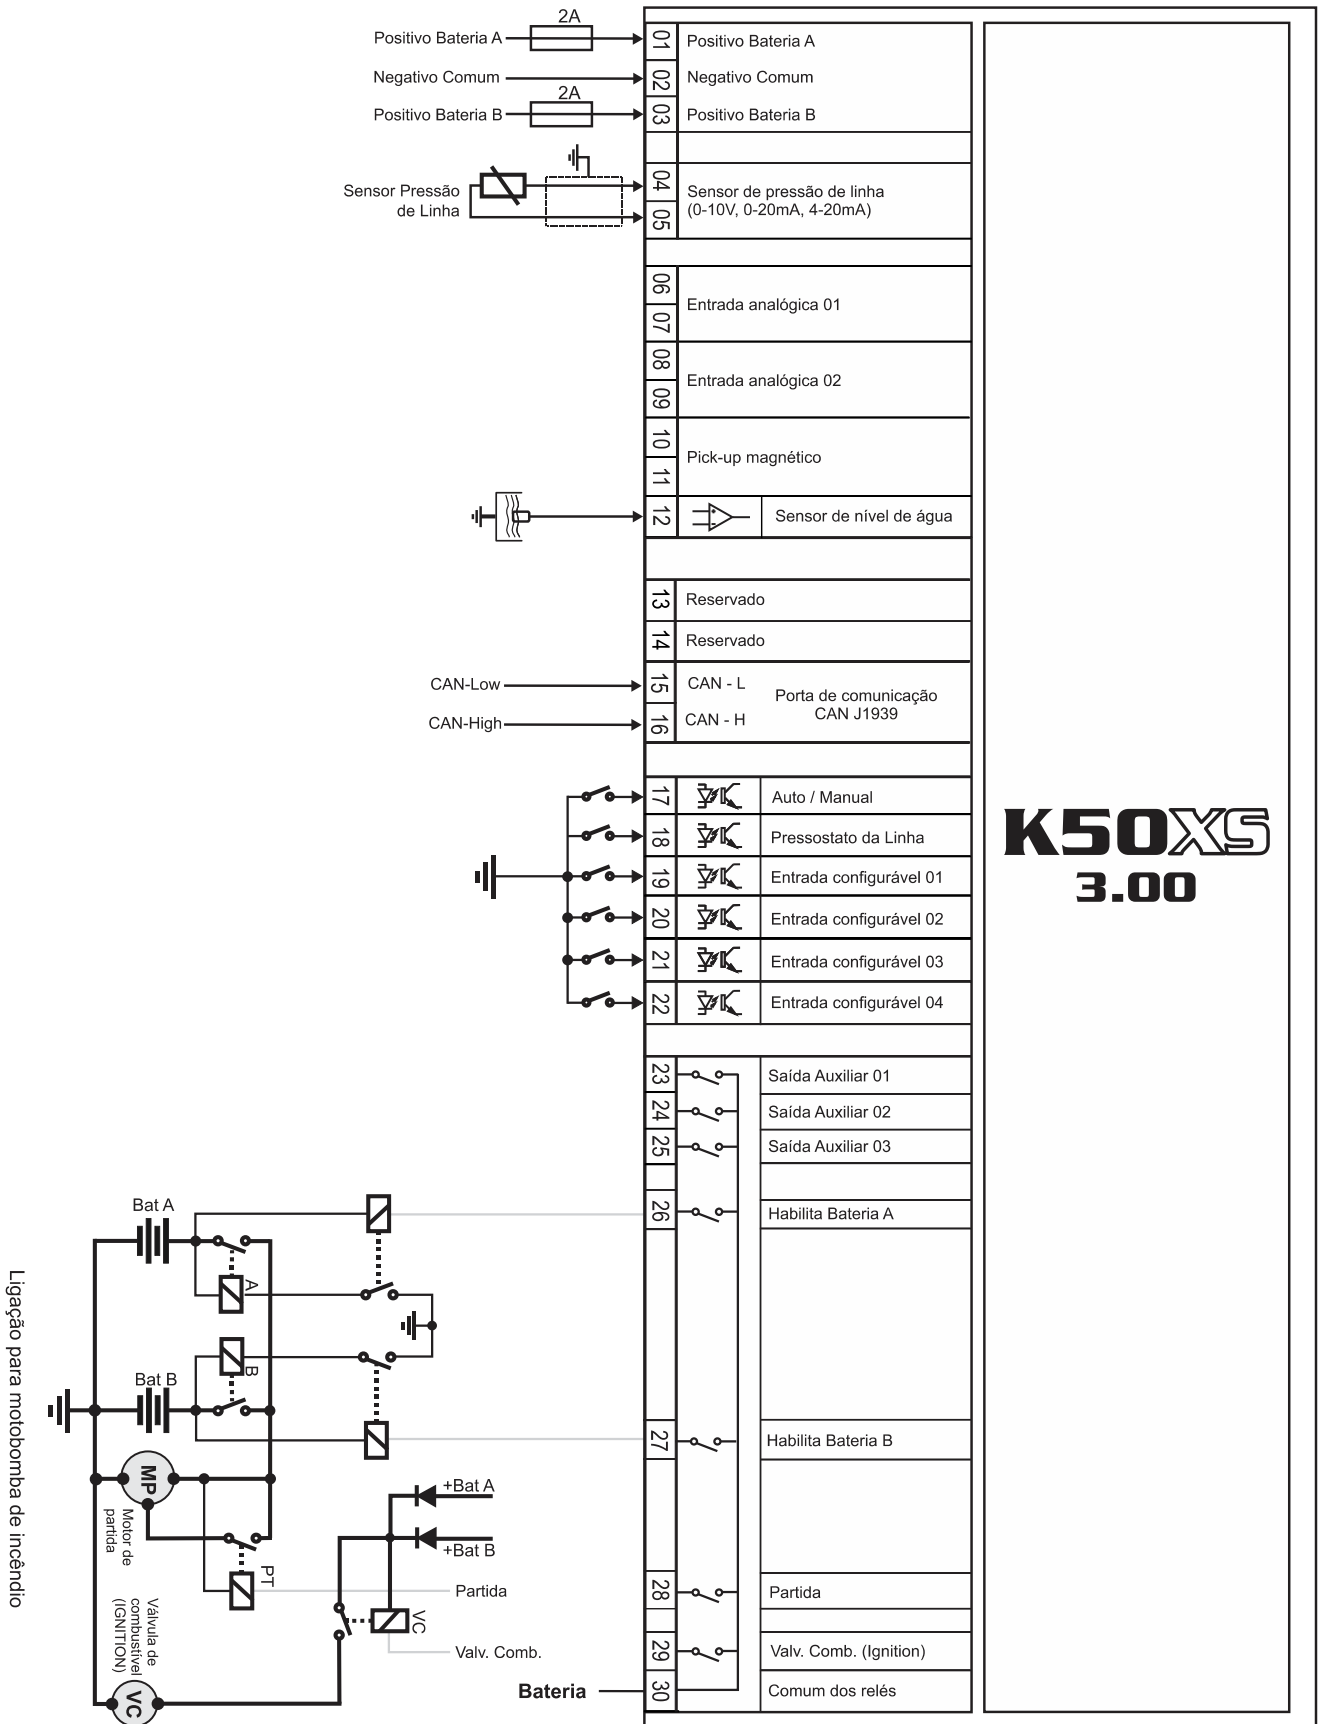 2A
Positivo Bateria A
01
Positivo Bateria A
Negativo Comum
02
Negativo Comum
2A
Positivo Bateria B
03
Positivo Bateria B
Sensor Pressão
de Linha
04
05
Sensor de pressão de linha
(0-10V, 0-20mA, 4-20mA)
06
07
Entrada analógica 01
08
09
Entrada analógica 02
10
11
Pick-up magnético
12
Sensor de nível de água
13
Reservado
14
Reservado
CAN-Low
15
CAN - L
CAN-High
16
CAN - H
Porta de comunicação
CAN J1939
17
Auto / Manual
18
Pressostato da Linha
19
Entrada configurável 01
20
Entrada configurável 02
21
Entrada configurável 03
22
Entrada configurável 04
K50XS
3.00
23
Saída Auxiliar 01
24
Saída Auxiliar 02
25
Saída Auxiliar 03
26
Habilita Bateria A
27
Habilita Bateria B
28
Partida
29
Valv. Comb. (Ignition)
30
Comum dos relés
Bat A
A
B
Bat B
MP
Motor de
partida
+Bat A
+Bat B
PT
Partida
VC
Valv. Comb.
Válvula de
combustível
(IGNITION)
VC
Bateria
Ligação para motobomba de incêndio